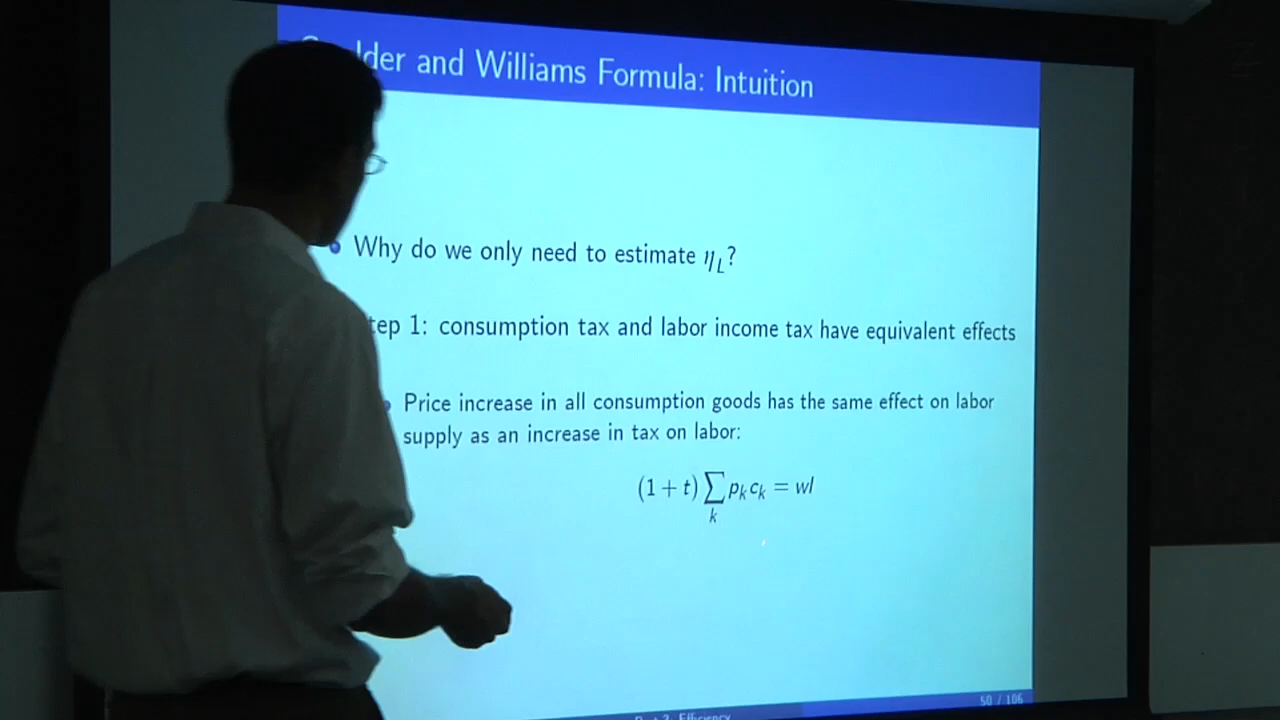 and Williams Formula: Intuition
Why do we only need to estimate η_L?
1: consumption tax and labor income tax have equivalent effects
Price increase in all consumption goods has the same effect on labor
supply as an increase in tax on labor:
(1 + t) ∑_k p_k c_k = wl
50 / 106
Efficiency